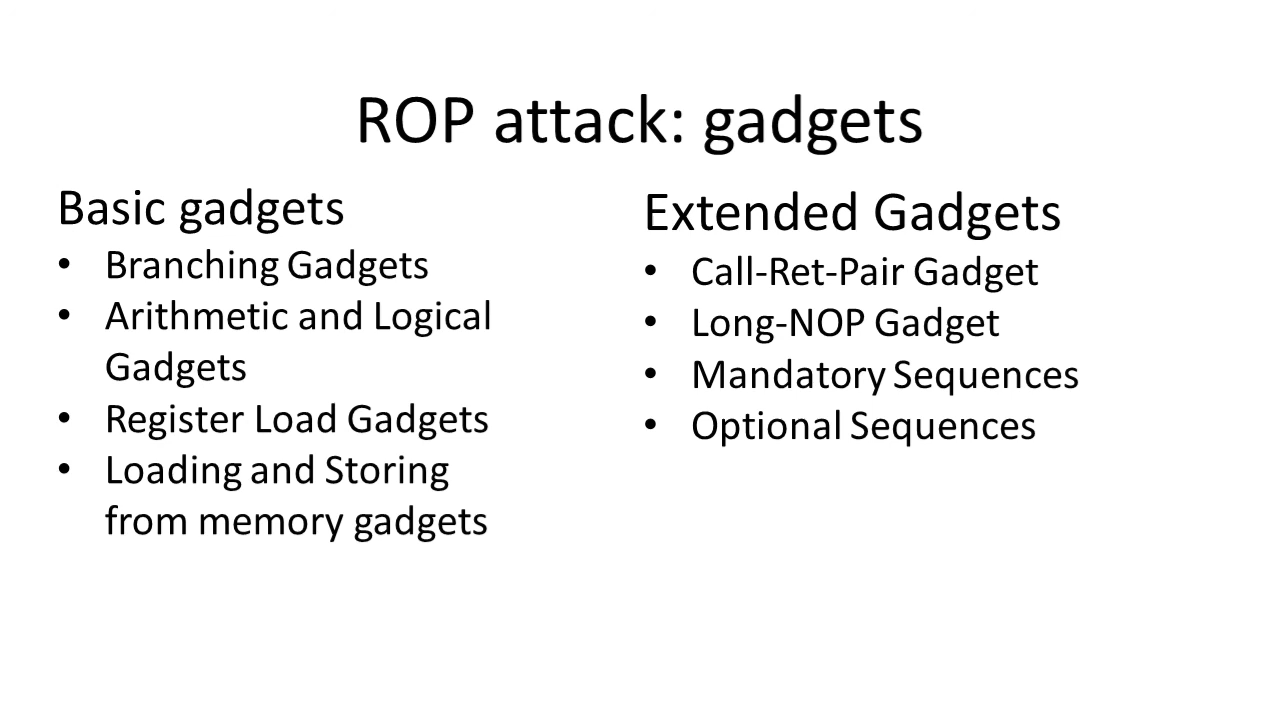 ROP attack: gadgets
Basic gadgets
• Branching Gadgets
• Arithmetic and Logical
Gadgets
• Register Load Gadgets
• Loading and Storing
from memory gadgets
Extended Gadgets
• Call-Ret-Pair Gadget
• Long-NOP Gadget
• Mandatory Sequences
• Optional Sequences